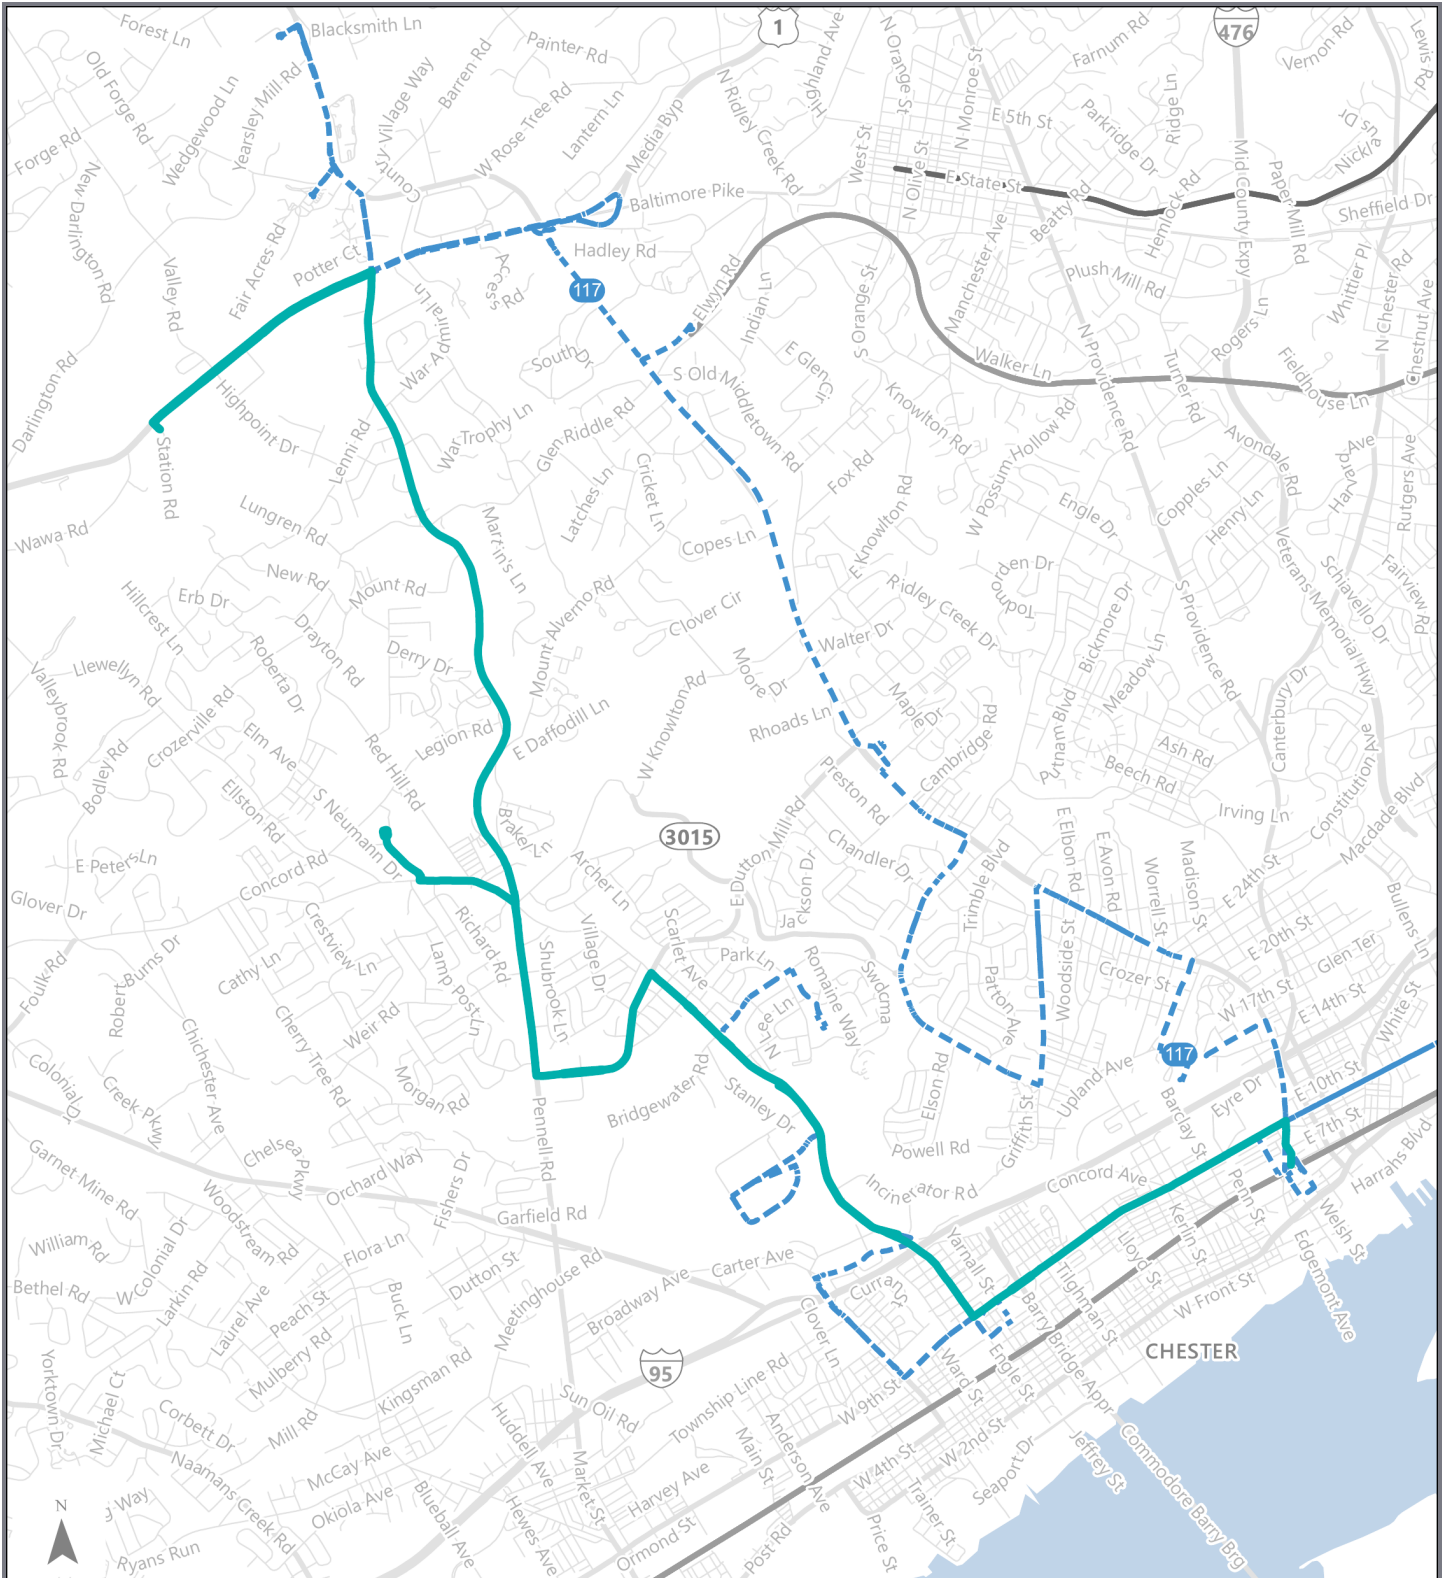 Forest Ln
Blacksmith Ln
1
476
Painter Rd
Highland Ave
N Orange St
Farnum Rd
Vernon Rd
Lewis Rd
Old Forge Rd
Wedgewood Ln
Yearsley Mill Rd
Barren Rd
County Village Way
W Rose Tree Rd
Lantern Ln
Media Byp
N Ridley Creek Rd
N Monroe St
E 5th St
Parkridge Dr
Ridge Ln
Forge Rd
New Darlington Rd
West St
N Olive St
E State St
Mid County Expy
Paper Mill Rd
Baltimore Pike
Beatty Rd
Hemlock Rd
Sheffield Dr
Fair Acres Rd
Potter Ct
Hadley Rd
Access Rd
Valley Rd
117
Elwyn Rd
Indian Ln
S Orange St
Manchester Ave
Plush Mill Rd
Whittier Pl
N Chester Rd
Chestnut Ave
Rogers Ln
War Admiral Ln
South Dr
S Old Middletown Rd
E Glen Cir
Walker Ln
N Providence Rd
Turner Rd
Fieldhouse Ln
Darlington Rd
Highpoint Dr
Lenni Rd
War Trophy Ln
Glen Riddle Rd
Knowlton Rd
W Possum Hollow Rd
Avondale Rd
Harvard Ave
Rutgers Ave
Station Rd
Cricket Ln
Latches Ln
Fox Rd
Copples Ln
Henry Ln
Engle Dr
Wawa Rd
Lungren Rd
Martin's Ln
Copes Ln
E Knowlton Rd
Veterans Memorial Hwy
Schiavello Dr
Fairview Rd
New Rd
Mount Rd
Erb Dr
Hillcrest Ln
Drayton Rd
Mount Alverno Rd
Clover Cir
Ridley Creek Dr
Todmorden Dr
Bickmore Dr
S Providence Rd
Walter Dr
Meadow Ln
Derry Dr
Roberta Dr
Llewellyn Rd
Valleybrook Rd
Crozerville Rd
Moore Dr
Maple Dr
Canterbury Dr
Legion Rd
E Daffodill Ln
W Knowlton Rd
Rhoads Ln
Cambridge Rd
Putnam Blvd
Ash Rd
Beech Rd
Constitution Ave
Elm Ave
Red Hill Rd
Bodley Rd
Ellston Rd
S Neumann Dr
Preston Rd
Irving Ln
Macdade Blvd
Braker Ln
3015
E Dutton Mill Rd
Chandler Dr
Trimble Blvd
E Elbon Rd
E Avon Rd
Worrell St
Madison St
E 24th St
E Peters Ln
Concord Rd
Archer Ln
Jackson Dr
Glover Dr
Crestview Ln
Richard Rd
Village Dr
Scarlet Ave
Bullens Ln
E 20th St
Glen Ter
Foulk Rd
Robert Burns Dr
Cathy Ln
Lamp Post Ln
Shubrook Ln
Park Ln
Romaine Way
Swdcma
Patton Ave
Woodside St
Crozer St
W 17th St
E 14th St
White St
Weir Rd
Cherry Tree Rd
N Lee Ln
Chichester Ave
117
Colonial Dr
Creek Pkwy
Morgan Rd
Bridgewater Rd
Stanley Dr
Elson Rd
Upland Ave
Eyre Dr
E 10th St
Griffith St
Barclay St
E 7th St
Pennell Rd
Chelsea Pkwy
Powell Rd
Garnet Mine Rd
Orchard Way
Fishers Dr
Incinerator Rd
Concord Ave
Penn St
Harrahs Blvd
Woodstream Rd
Garfield Rd
Welsh St
Kerlin St
Edgemont Ave
William Rd
W Colonial Dr
Flora Ln
Carter Ave
Yarnall St
Lloyd St
Bethel Rd
Larkin Rd
Laurel Ave
Peach St
Dutton St
Meetinghouse Rd
Broadway Ave
Curran Ct
Tilghman St
W Front St
Buck Ln
Mulberry Rd
Clover Ln
CHESTER
Yorktown Dr
Michael Ct
95
Kingsman Rd
Ward St
Engle St
Barry Bridge Appr
Township Line Rd
W 9th St
Corbett Dr
Mill Rd
Sun Oil Rd
Huddell Ave
Main St
Anderson Ave
W 2nd St
W 4th St
Seaport Dr
Jeffrey St
Commodore Barry Brg
Naamans Creek Rd
McCay Ave
Market St
Harvey Ave
Okiola Ave
Blueball Ave
Hewes Ave
Trainer St
N
Ryans Run
Ormond St
Post Rd
Price St